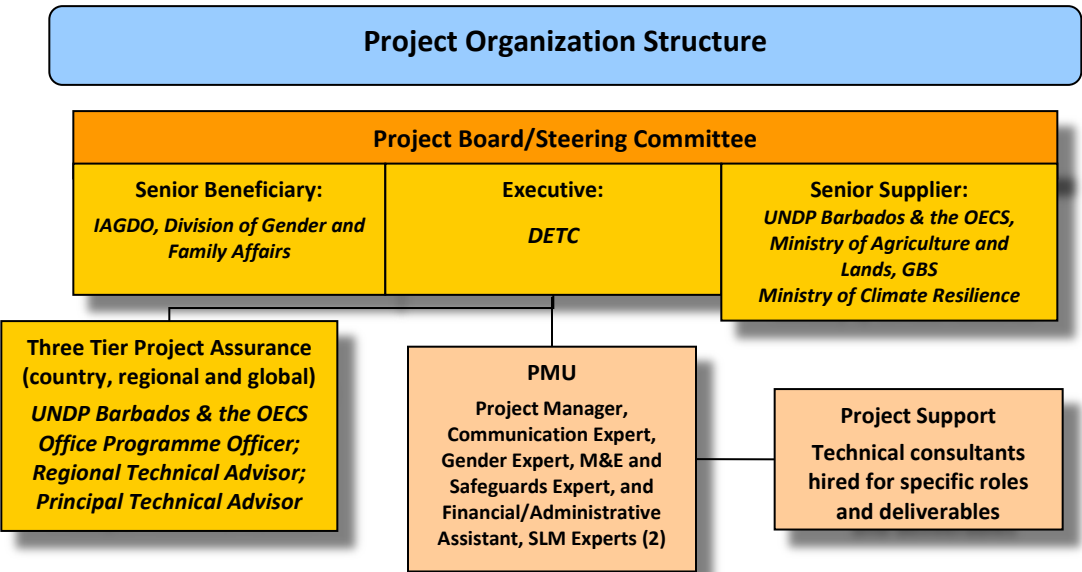 Project Organization Structure
Project Board/Steering Committee
Senior Beneficiary:
IAGDO, Division of Gender and
Family Affairs
Executive:
DETC
Senior Supplier:
UNDP Barbados & the OECS,
Ministry of Agriculture and
Lands, GBS
Ministry of Climate Resilience
Three Tier Project Assurance
(country, regional and global)
UNDP Barbados & the OECS
Office Programme Officer;
Regional Technical Advisor;
Principal Technical Advisor
PMU
Project Manager,
Communication Expert,
Gender Expert, M&E and
Safeguards Expert, and
Financial/Administrative
Assistant, SLM Experts (2)
Project Support
Technical consultants
hired for specific roles
and deliverables